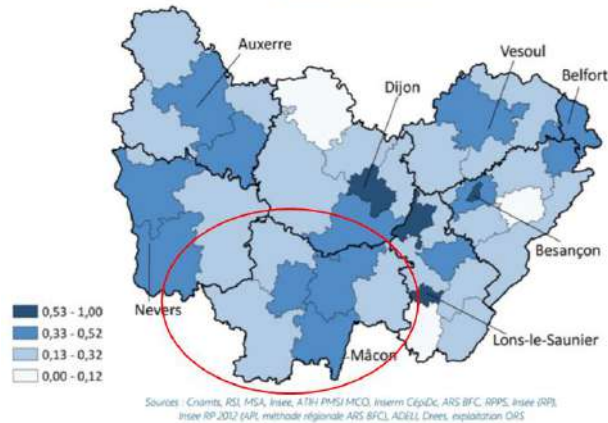 Auxerre
Vesoul
Belfort
Dijon
Besançon
Nevers
Lons-le-Saunier
Mâcon
0,53 - 1,00
0,33 - 0,52
0,13 - 0,32
0,00 - 0,12
Sources : Cnamts, RSI, MSA, Insee, ATIH PMSI MCO, Inserm CépiDc, ARS BFC, RPPS, Insee (RP),
Insee RP 2012 (API, méthode régionale ARS BFC), ADELI, Drees, exploitation ORS